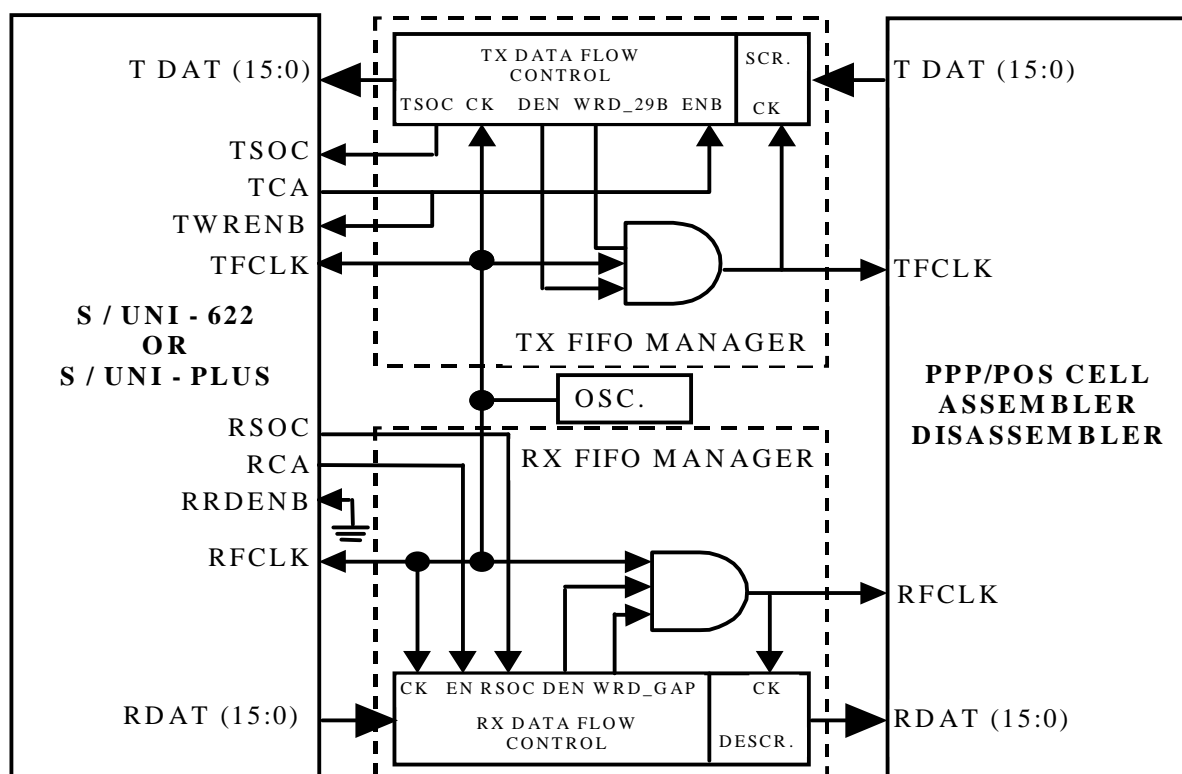 T DAT (15:0)
TX DATA FLOW
CONTROL
SCR.
T DAT (15:0)
TSOC CK DEN WRD_29B ENB
CK
TSOC
TCA
TWRENB
TFCLK
TFCLK
S / UNI - 622
OR
S / UNI - PLUS
TX FIFO MANAGER
OSC.
PPP/POS CELL
ASSEMBLER
DISASSEMBLER
RSOC
RCA
RRDENB
RFCLK
RX FIFO MANAGER
RFCLK
CK EN RSOC DEN WRD_GAP
CK
RDAT (15:0)
RX DATA FLOW
CONTROL
DESCR.
RDAT (15:0)